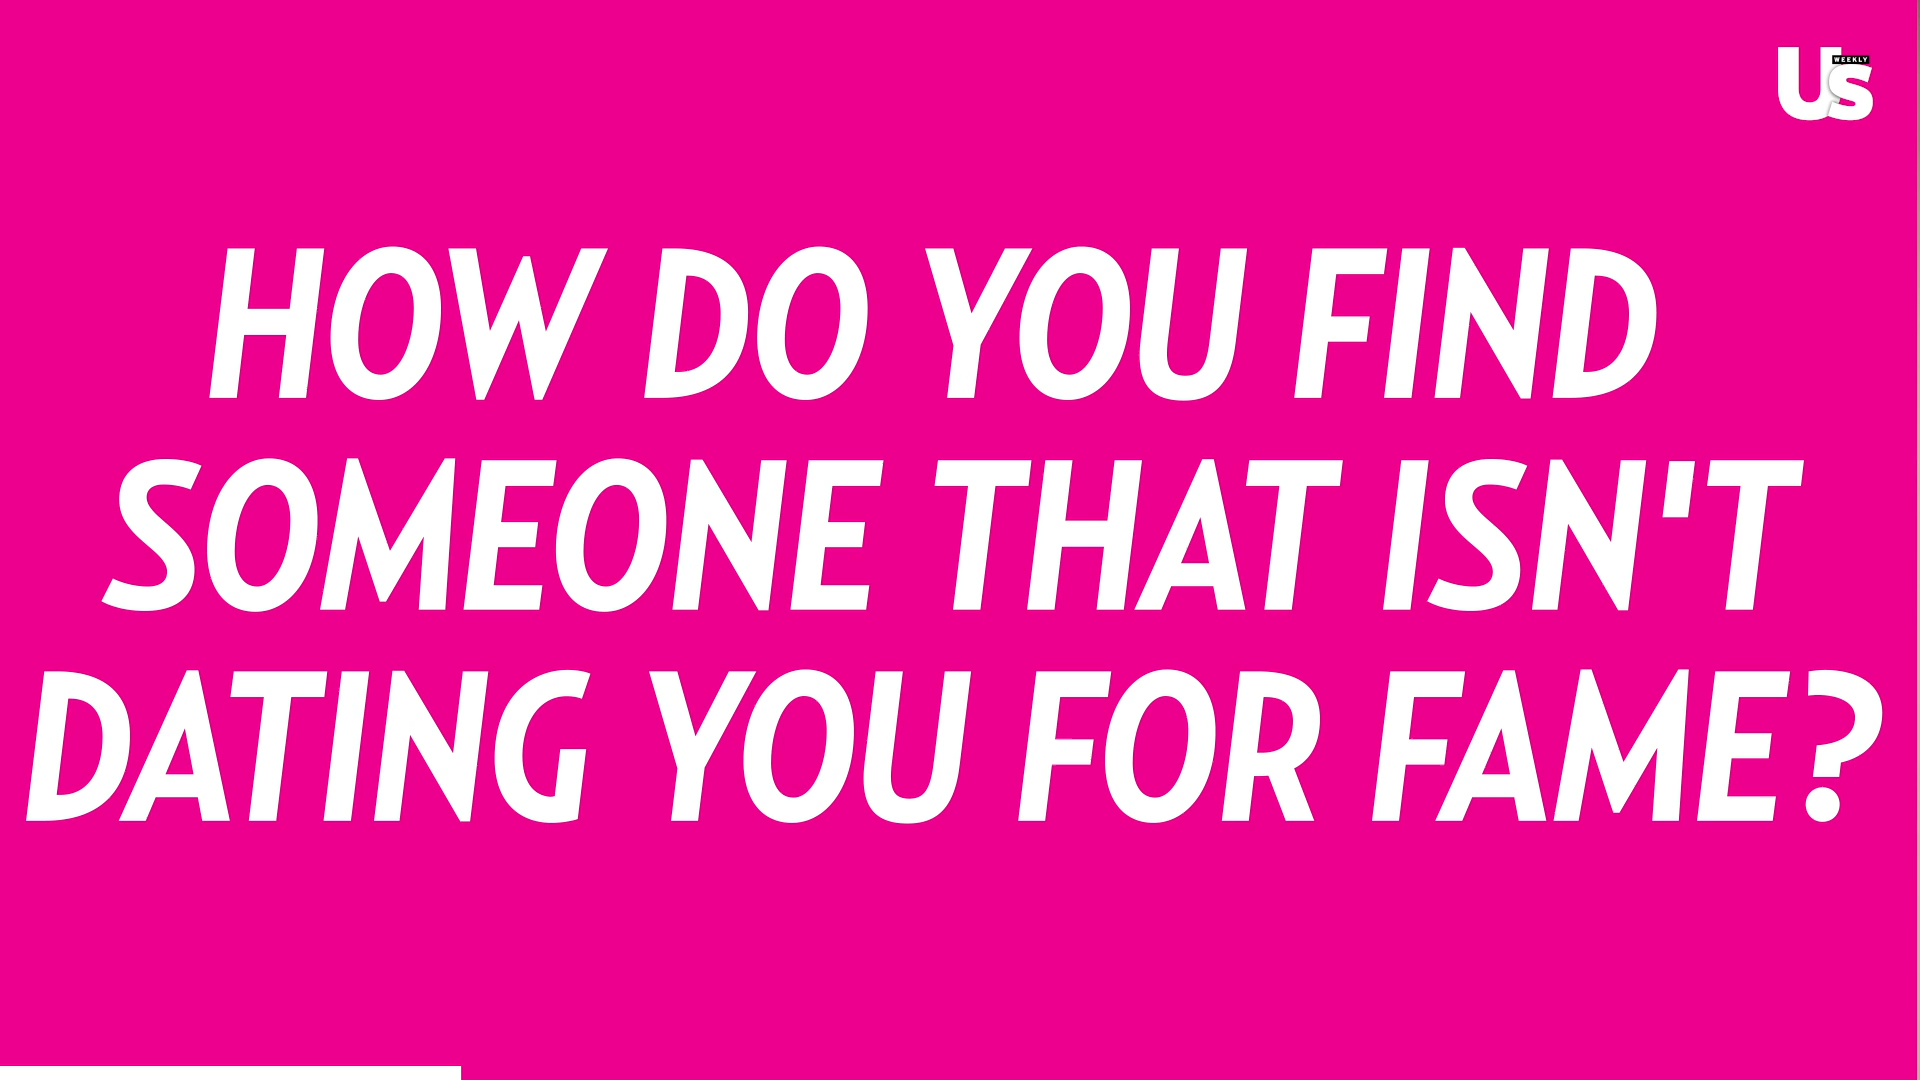 Us
WEEKLY
HOW DO YOU FIND
SOMEONE THAT ISN'T
DATING YOU FOR FAME?